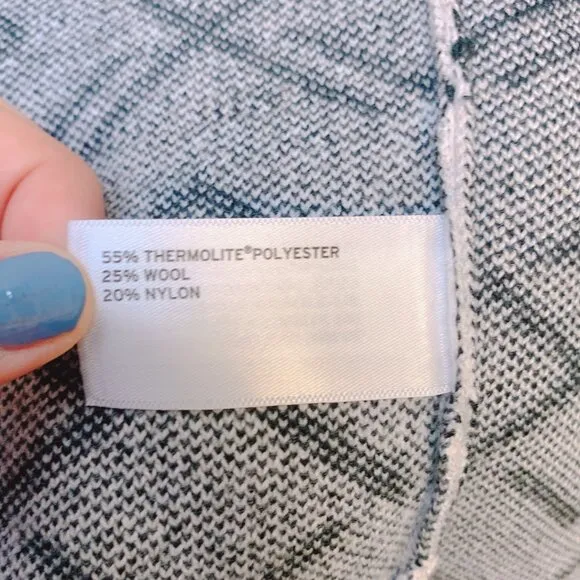 55% THERMOLITE®POLYESTER
25% WOOL
20% NYLON